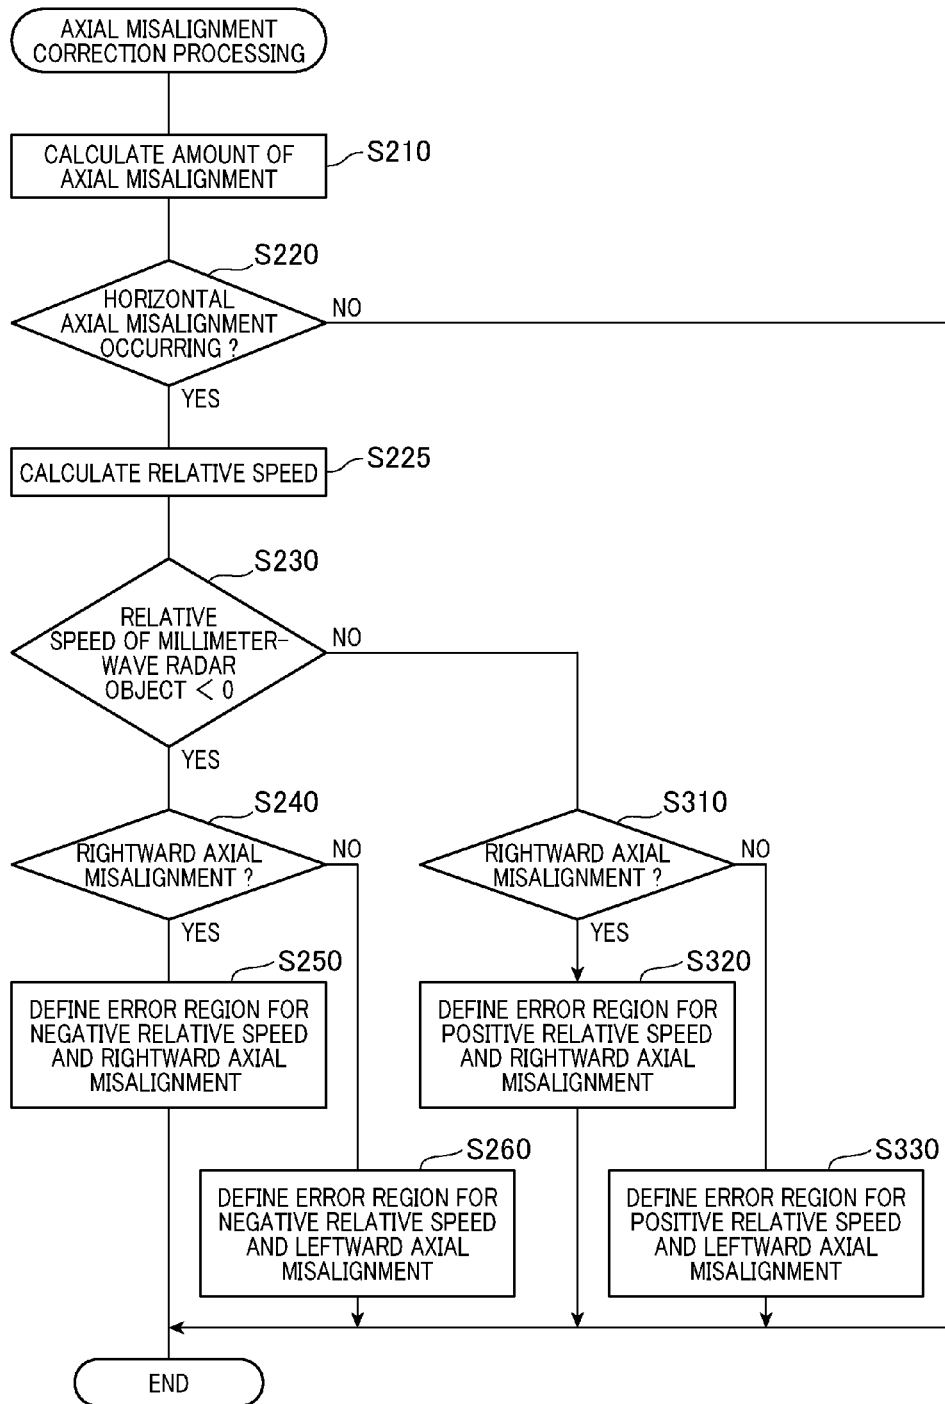 AXIAL MISALIGNMENT
CORRECTION PROCESSING
CALCULATE AMOUNT OF
AXIAL MISALIGNMENT
S210
S220
HORIZONTAL
AXIAL MISALIGNMENT
OCCURRING ?
NO
YES
CALCULATE RELATIVE SPEED
S225
S230
RELATIVE
SPEED OF MILLIMETER-
WAVE RADAR
OBJECT < 0
NO
YES
S240
RIGHTWARD AXIAL
MISALIGNMENT ?
NO
YES
S310
RIGHTWARD AXIAL
MISALIGNMENT ?
NO
YES
S250
DEFINE ERROR REGION FOR
NEGATIVE RELATIVE SPEED
AND RIGHTWARD AXIAL
MISALIGNMENT
S320
DEFINE ERROR REGION FOR
POSITIVE RELATIVE SPEED
AND RIGHTWARD AXIAL
MISALIGNMENT
S260
DEFINE ERROR REGION FOR
NEGATIVE RELATIVE SPEED
AND LEFTWARD AXIAL
MISALIGNMENT
S330
DEFINE ERROR REGION FOR
POSITIVE RELATIVE SPEED
AND LEFTWARD AXIAL
MISALIGNMENT
END